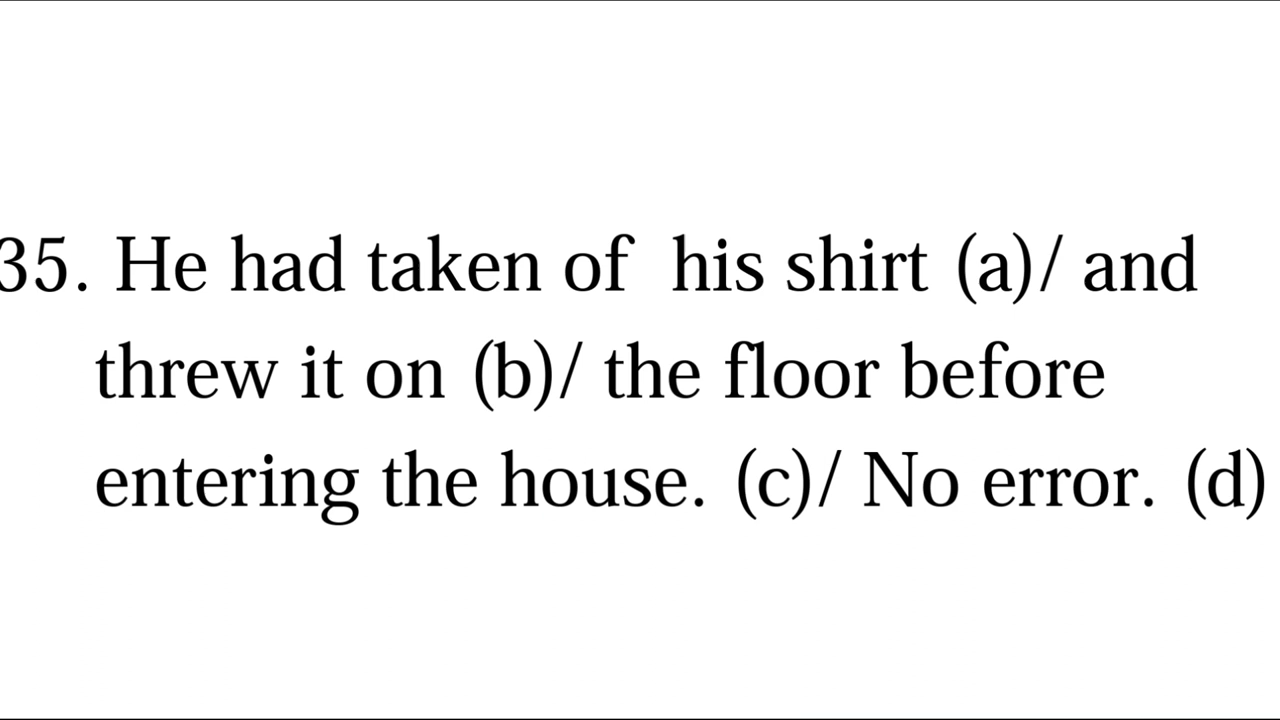 35. He had taken of his shirt (a)/ and
threw it on (b)/ the floor before
entering the house. (c)/ No error. (d)